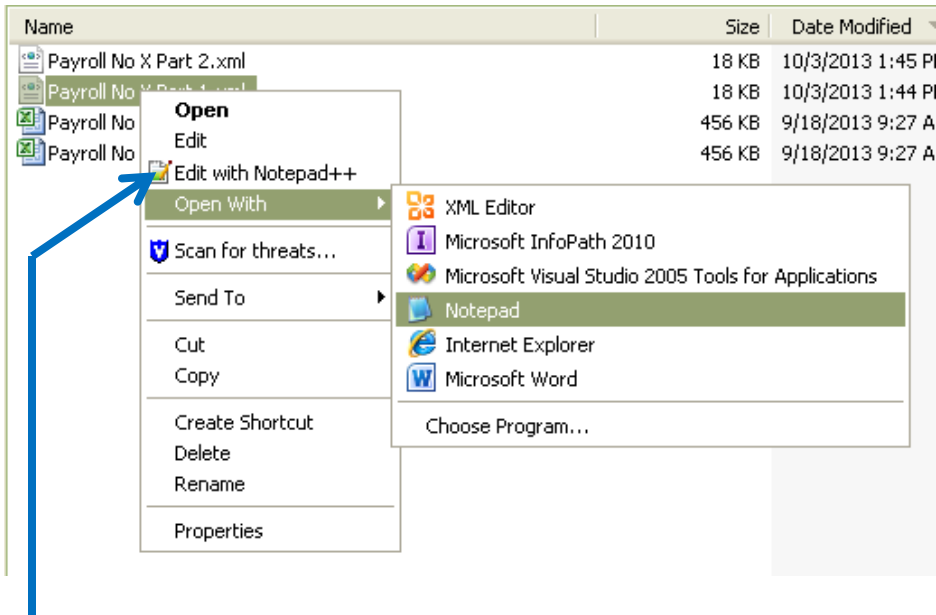 Name Size Date Modified
Payroll No X Part 2.xml 18 KB 10/3/2013 1:45 P
Payroll No X Part 1.xml 18 KB 10/3/2013 1:44 P
Payroll No 456 KB 9/18/2013 9:27 A
Payroll No 456 KB 9/18/2013 9:27 A
Open
Edit
Edit with Notepad++
Open With
Scan for threats...
Send To
Cut
Copy
Create Shortcut
Delete
Rename
Properties
XML Editor
Microsoft InfoPath 2010
Microsoft Visual Studio 2005 Tools for Applications
Notepad
Internet Explorer
Microsoft Word
Choose Program...